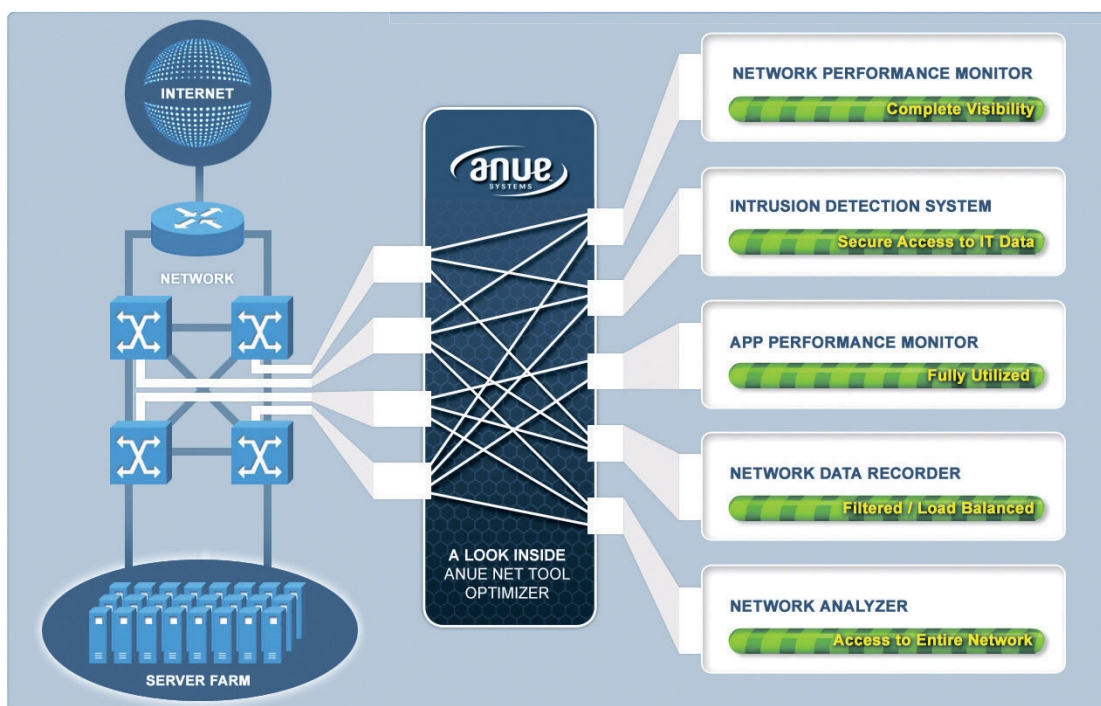 INTERNET
NETWORK
SERVER FARM
anue
SYSTEMS
A LOOK INSIDE
ANUE NET TOOL
OPTIMIZER
NETWORK PERFORMANCE MONITOR
Complete Visibility
INTRUSION DETECTION SYSTEM
Secure Access to IT Data
APP PERFORMANCE MONITOR
Fully Utilized
NETWORK DATA RECORDER
Filtered / Load Balanced
NETWORK ANALYZER
Access to Entire Network